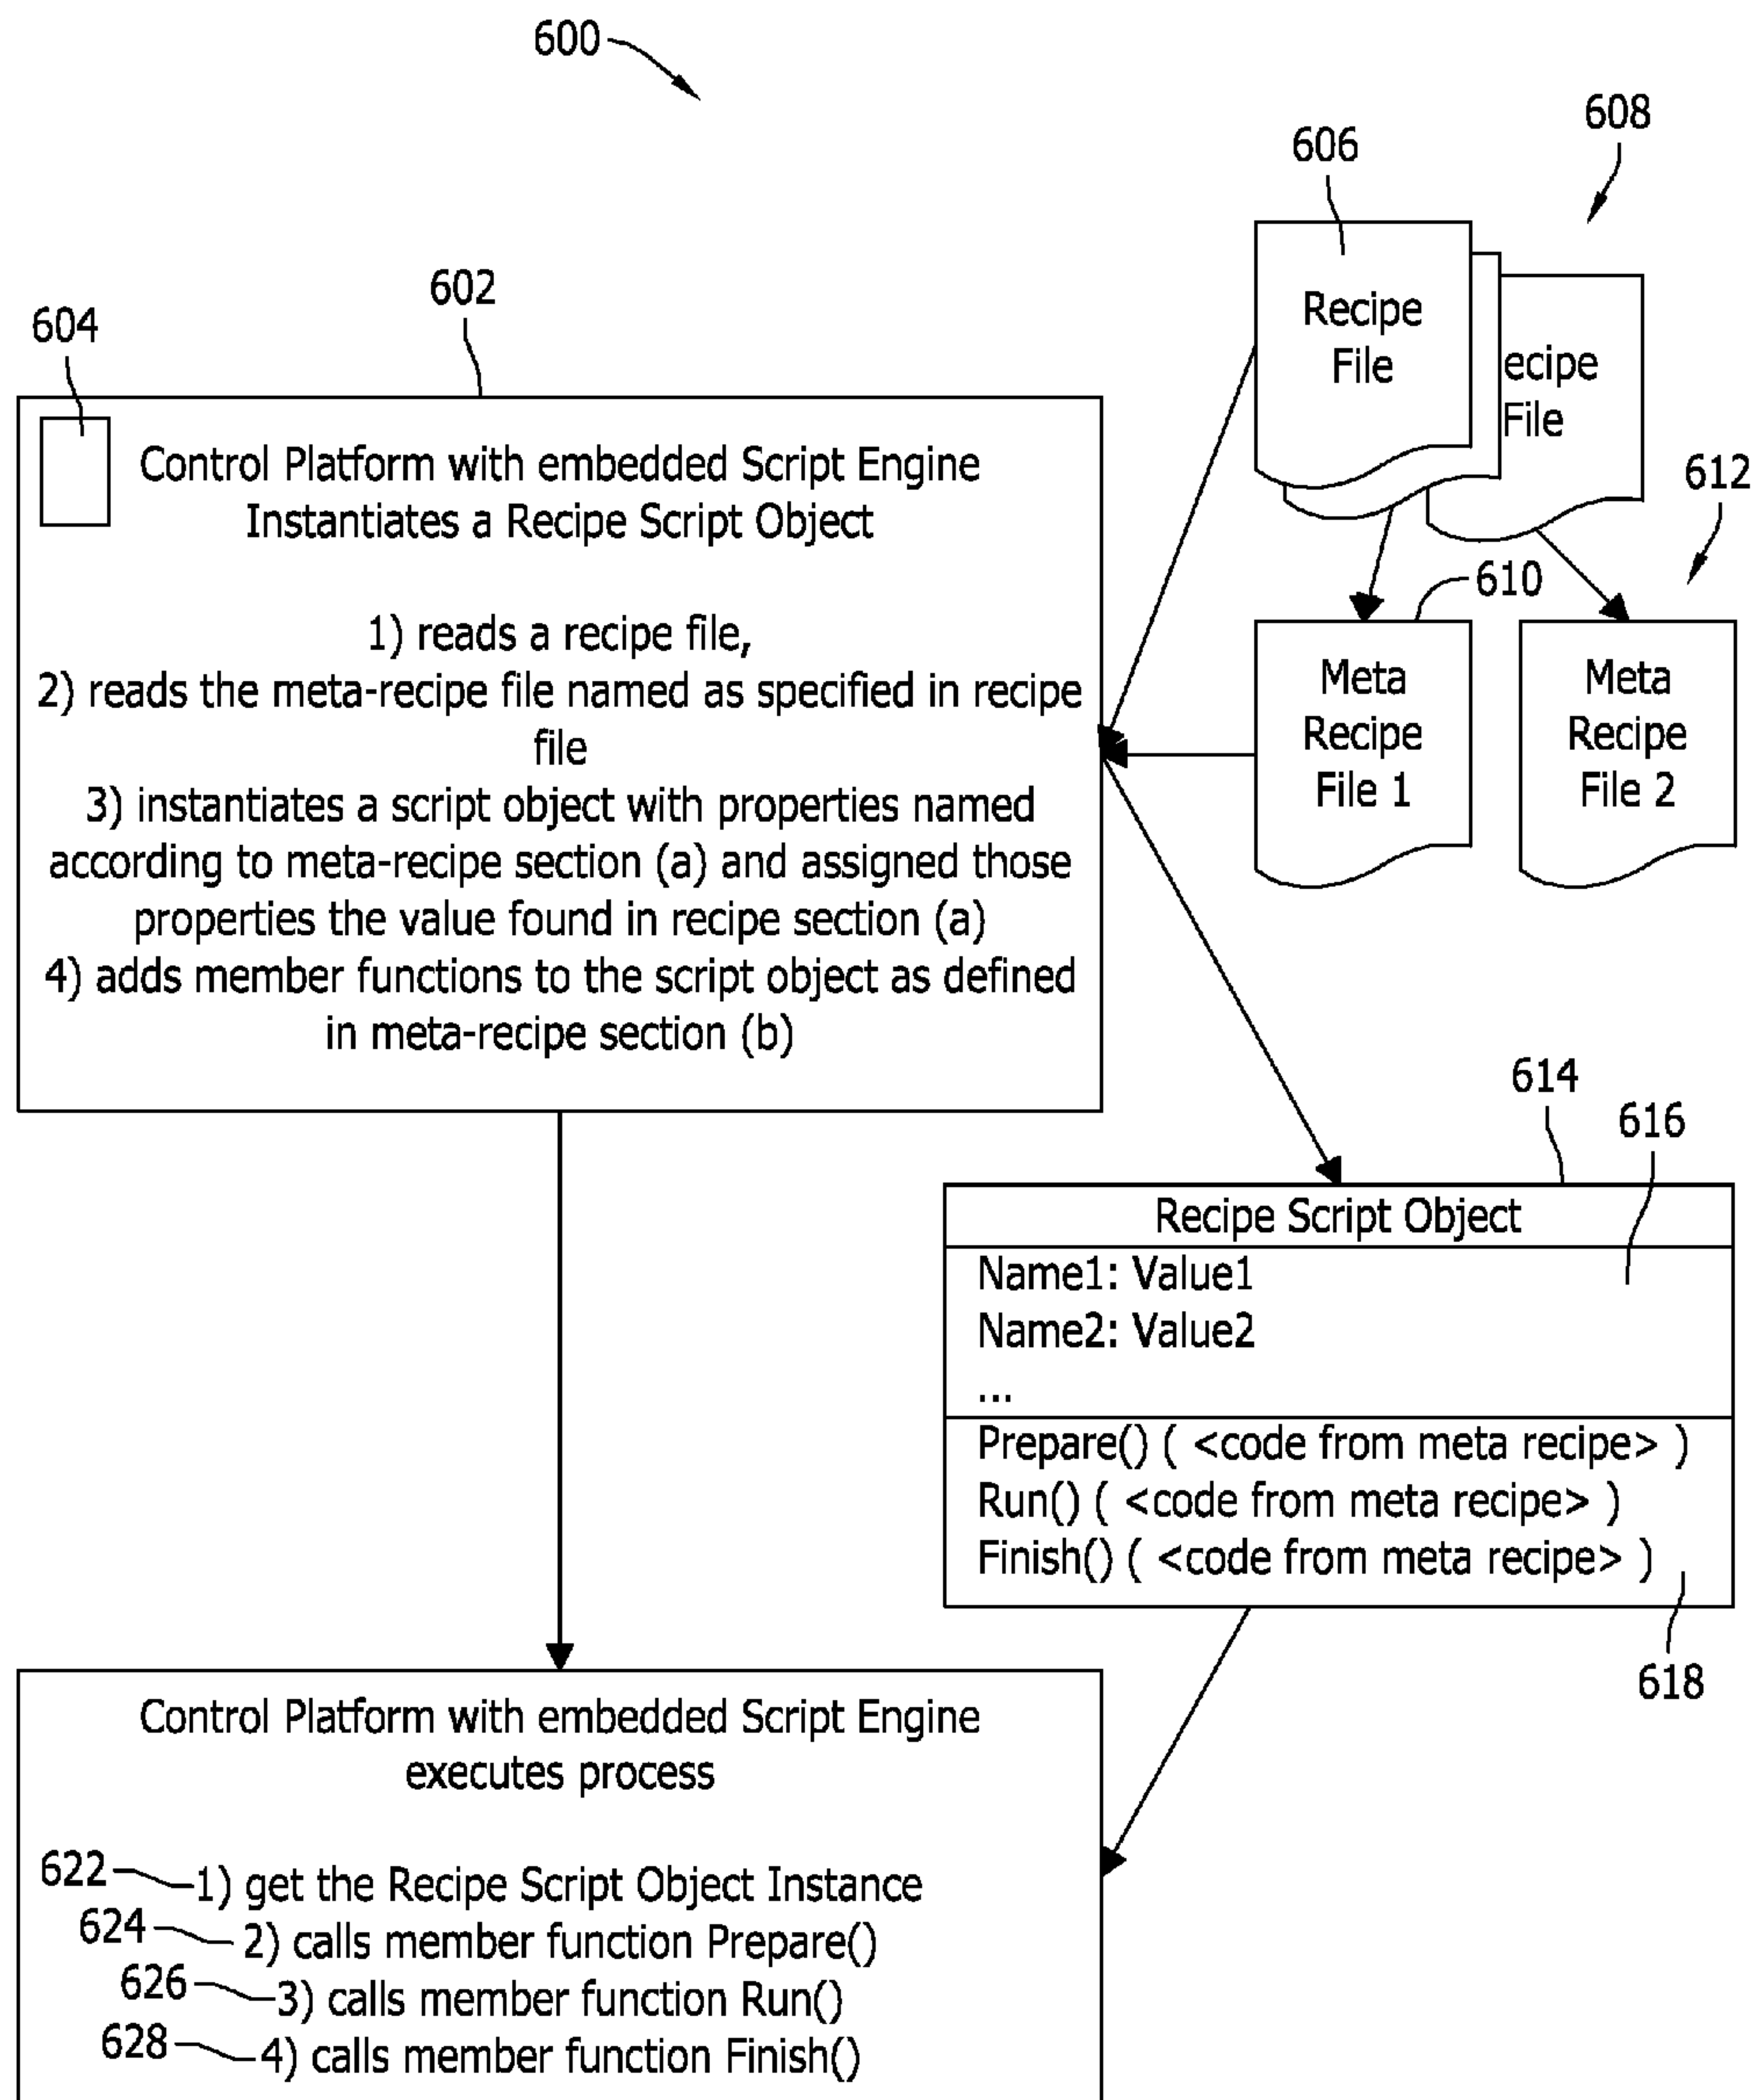 600
608
606
602
604
Recipe
File
ecipe
File
612
Control Platform with embedded Script Engine
Instantiates a Recipe Script Object
1) reads a recipe file,
2) reads the meta-recipe file named as specified in recipe
file
3) instantiates a script object with properties named
according to meta-recipe section (a) and assigned those
properties the value found in recipe section (a)
4) adds member functions to the script object as defined
in meta-recipe section (b)
610
Meta
Recipe
File 1
Meta
Recipe
File 2
614
616
Recipe Script Object
Name1: Value1
Name2: Value2
...
Prepare() ( <code from meta recipe> )
Run() ( <code from meta recipe> )
Finish() ( <code from meta recipe> )
618
Control Platform with embedded Script Engine
executes process
622 1) get the Recipe Script Object Instance
624 2) calls member function Prepare()
626 3) calls member function Run()
628 4) calls member function Finish()